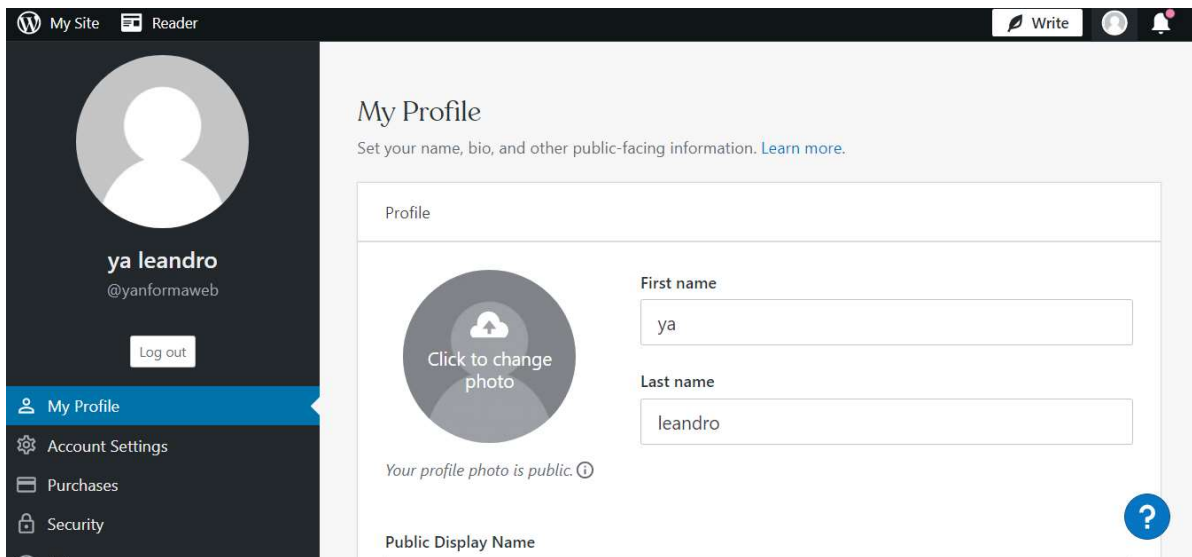 My Site Reader Write
ya leandro
@yanformaweb
Log out
My Profile
Account Settings
Purchases
Security
My Profile
Set your name, bio, and other public-facing information. Learn more.
Profile
Click to change
photo
Your profile photo is public.
First name
ya
Last name
leandro
Public Display Name
?